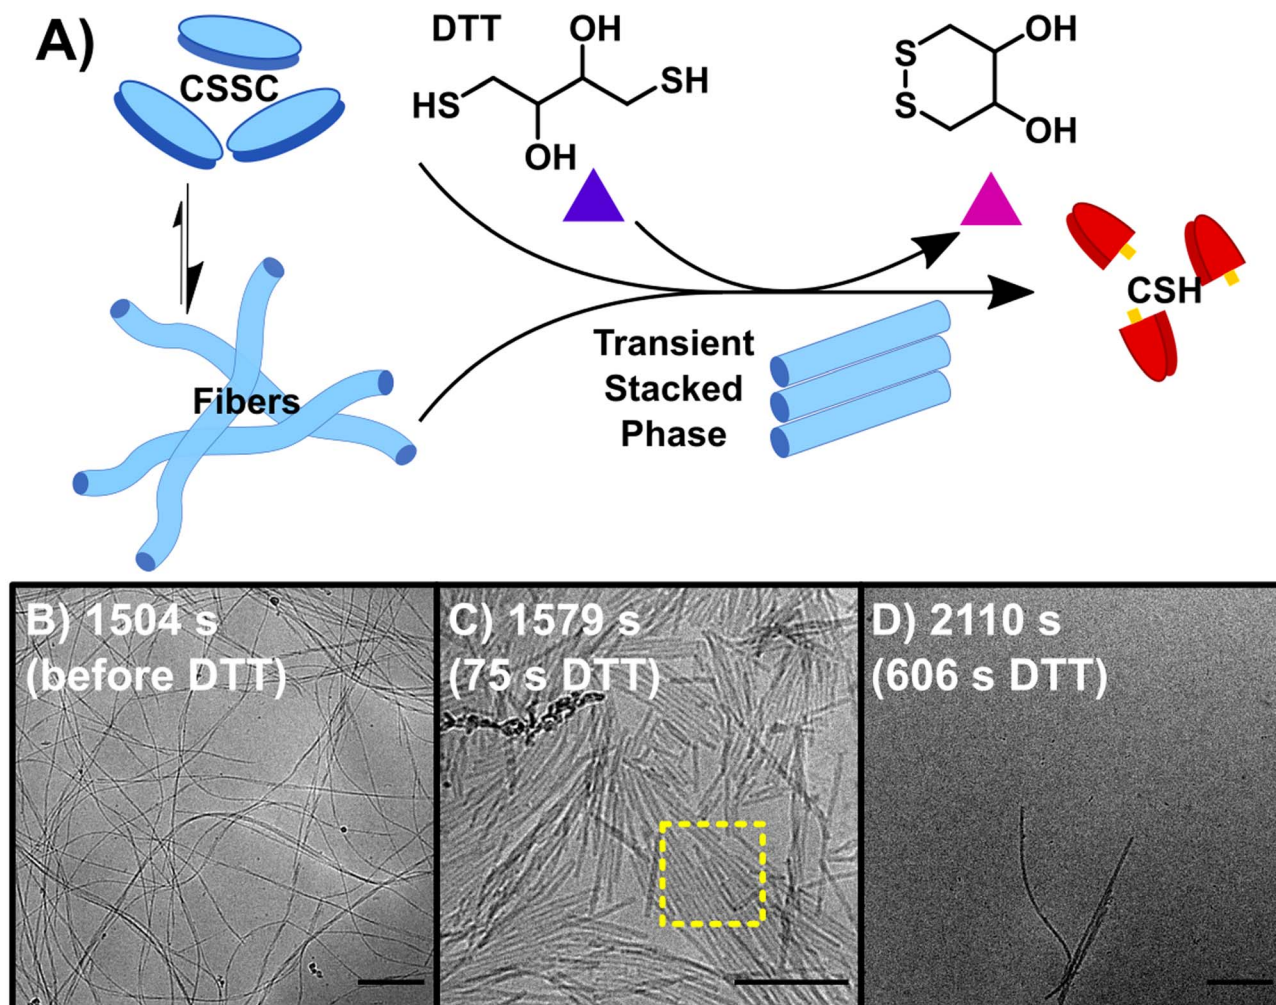 A)
CSSC
DTT
OH
HS
SH
OH
S
S
OH
OH
CSH
Fibers
Transient
Stacked
Phase
B) 1504 s
(before DTT)
C) 1579 s
(75 s DTT)
D) 2110 s
(606 s DTT)